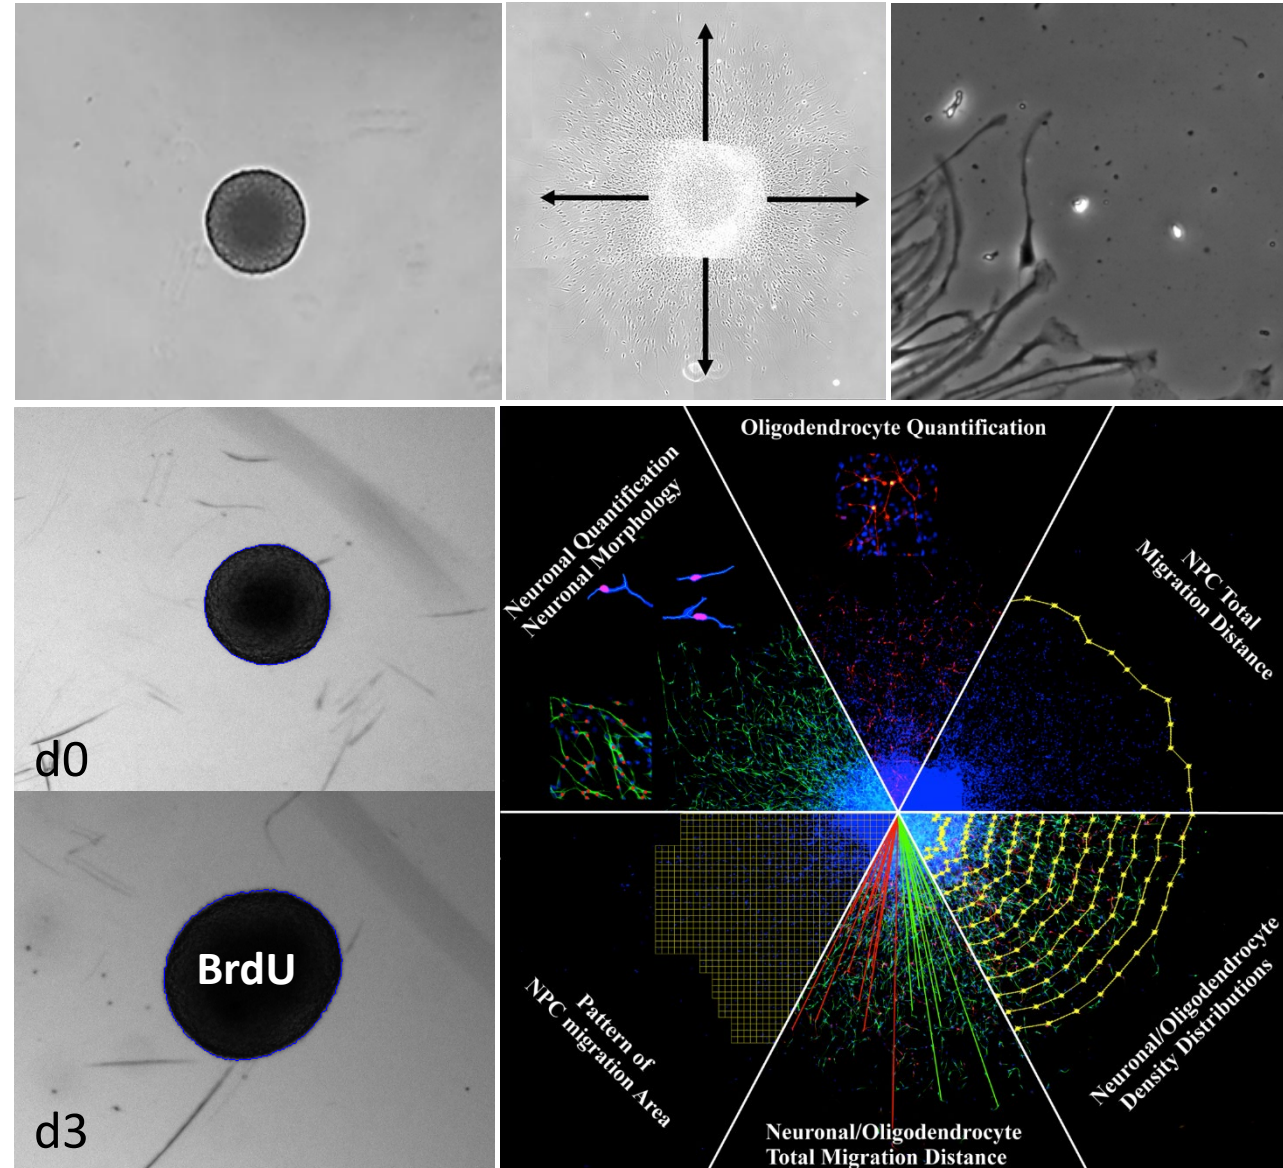 Oligodendrocyte Quantification
Neuronal Quantification
Neuronal Morphology
NPC Total
Migration Distance
d0
BrdU
d3
Pattern of
NPC migration Area
Neuronal/Oligodendrocyte
Total Migration Distance
Neuronal/Oligodendrocyte
Density Distributions